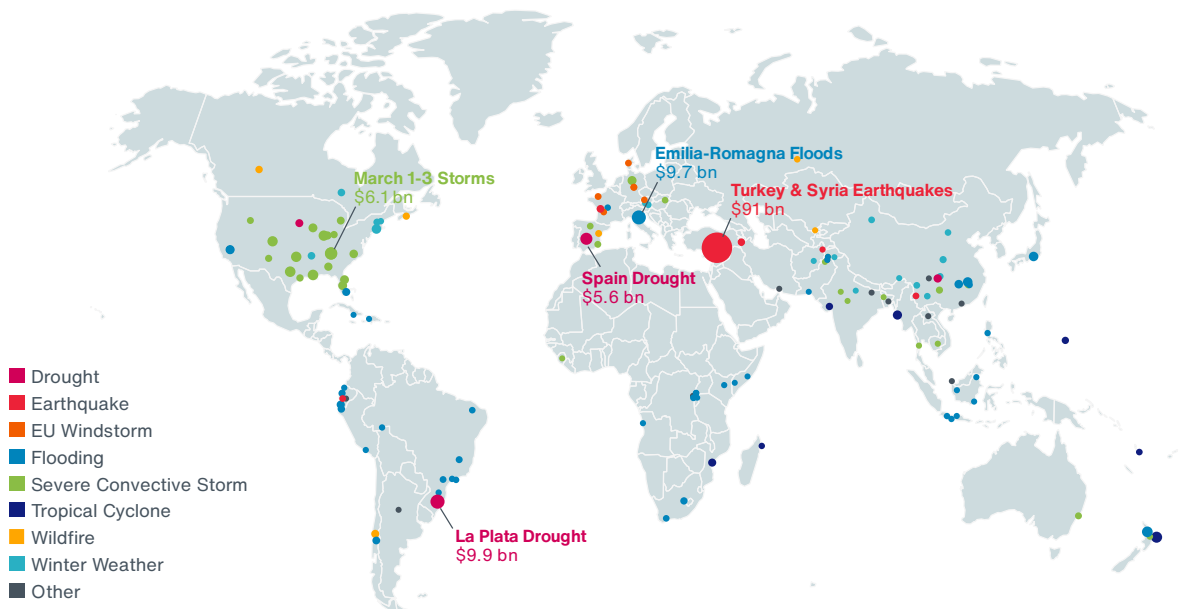 Emilia-Romagna Floods
$9.7 bn
March 1-3 Storms
$6.1 bn
Turkey & Syria Earthquakes
$91 bn
Spain Drought
$5.6 bn
Drought
Earthquake
EU Windstorm
Flooding
Severe Convective Storm
Tropical Cyclone
Wildfire
Winter Weather
Other
La Plata Drought
$9.9 bn